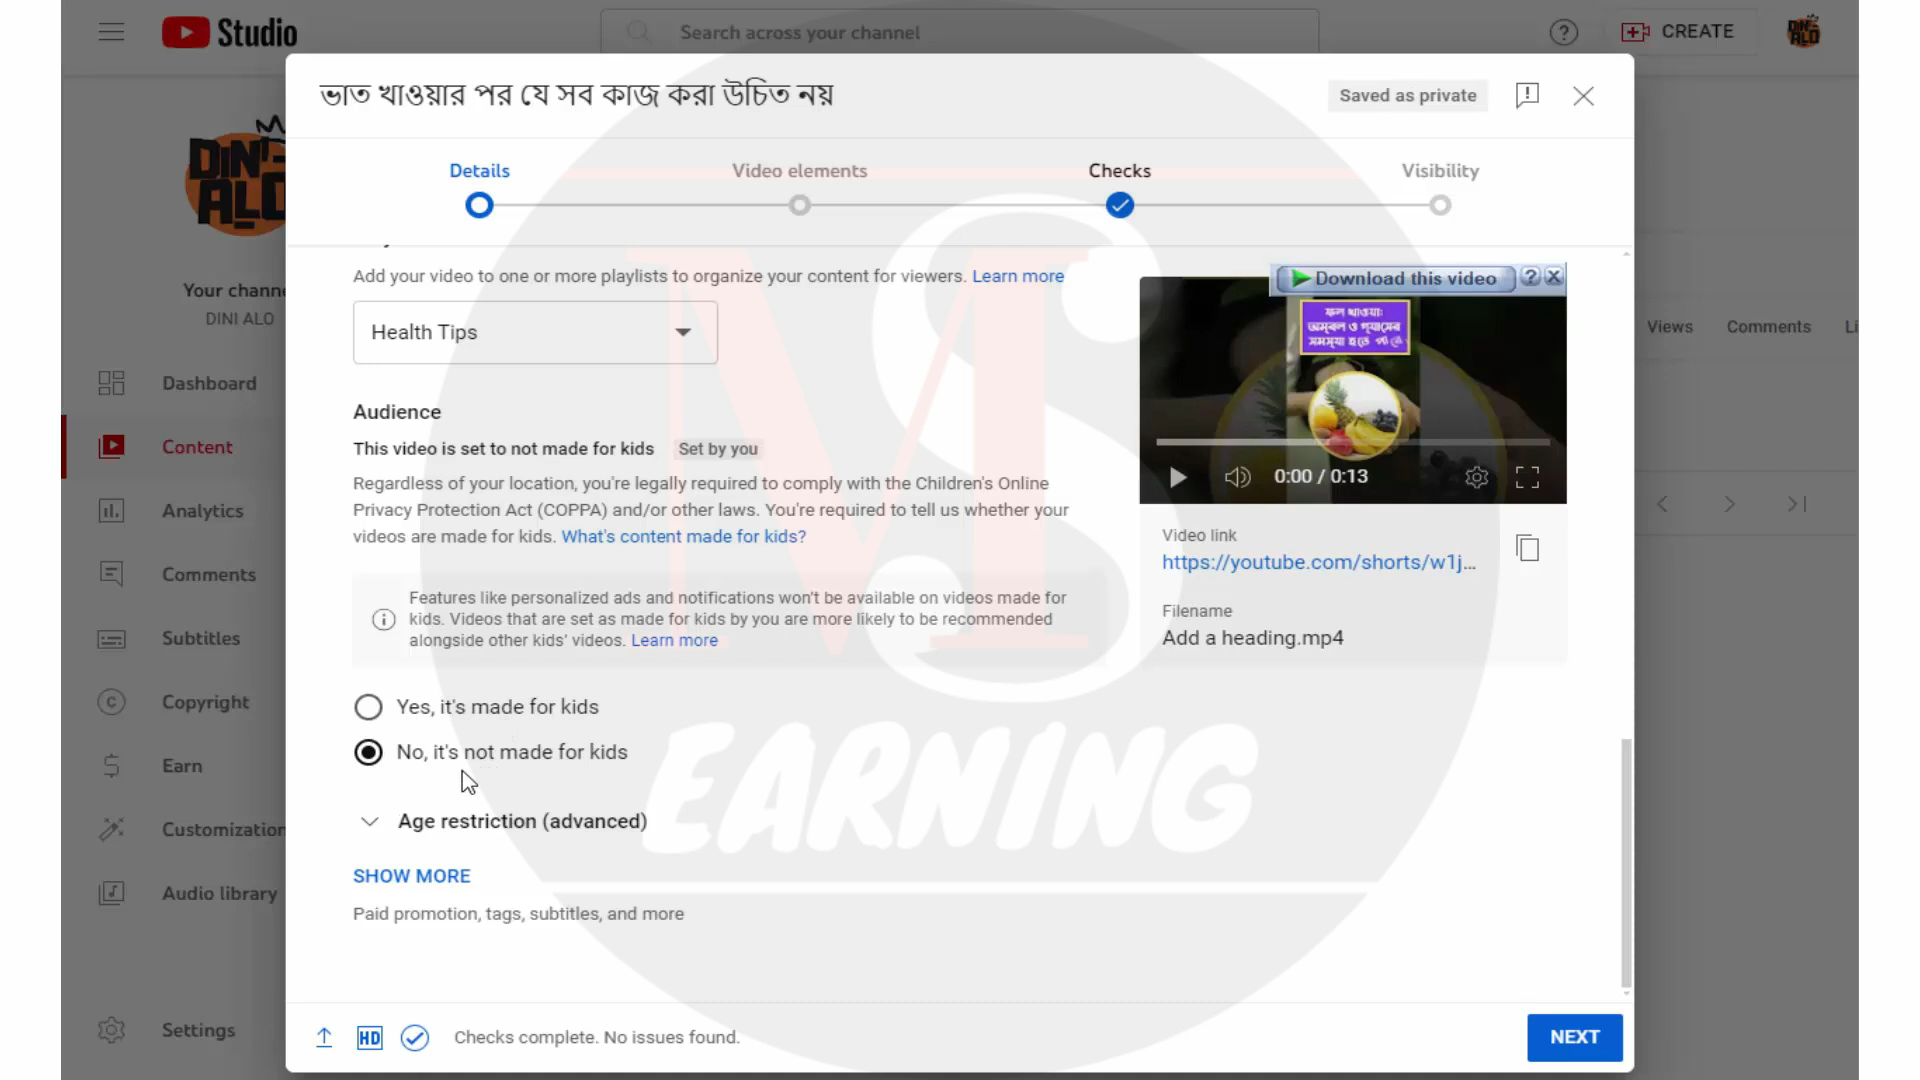 Studio
Search across your channel
CREATE
ভাত খাওয়ার পর যে সব কাজ করা উচিত নয়
Saved as private
Details
Video elements
Checks
Visibility
Your channe
DINI ALO
Dashboard
Content
Analytics
Comments
Subtitles
Copyright
Earn
Customization
Audio library
Settings
Add your video to one or more playlists to organize your content for viewers. Learn more
Health Tips
Audience
This video is set to not made for kids Set by you
Regardless of your location, you're legally required to comply with the Children's Online
Privacy Protection Act (COPPA) and/or other laws. You're required to tell us whether your
videos are made for kids. What's content made for kids?
Features like personalized ads and notifications won't be available on videos made for
kids. Videos that are set as made for kids by you are more likely to be recommended
alongside other kids' videos. Learn more
Yes, it's made for kids
No, it's not made for kids
Age restriction (advanced)
SHOW MORE
Paid promotion, tags, subtitles, and more
Download this video
ফল খাওয়া:
অম্বল ও গ্যাসের
সমস্যা হতে পারে
0:00 / 0:13
Video link
https://youtube.com/shorts/w1j...
Filename
Add a heading.mp4
Views
Comments
Li
MS
EARNING
HD
Checks complete. No issues found.
NEXT